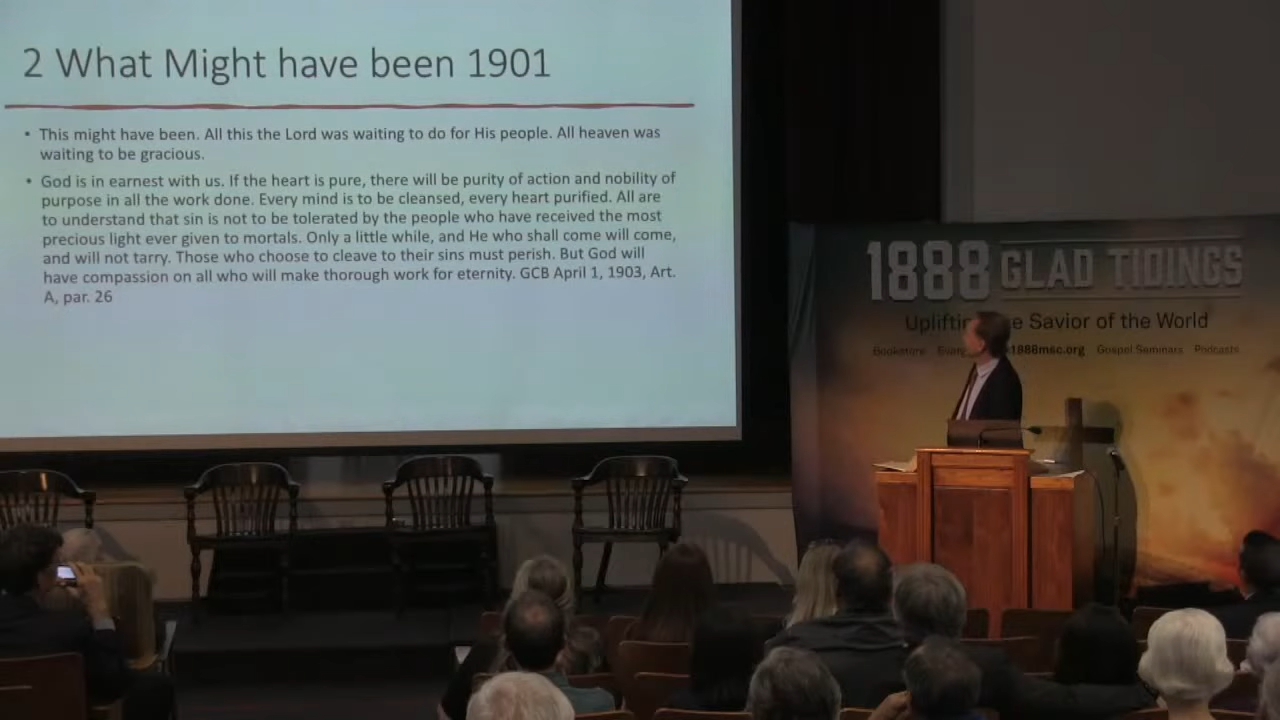 2 What Might have been 1901
• This might have been. All this the Lord was waiting to do for His people. All heaven was
waiting to be gracious.
• God is in earnest with us. If the heart is pure, there will be purity of action and nobility of
purpose in all the work done. Every mind is to be cleansed, every heart purified. All are
to understand that sin is not to be tolerated by the people who have received the most
precious light ever given to mortals. Only a little while, and He who shall come will come,
and will not tarry. Those who choose to cleave to their sins must perish. But God will
have compassion on all who will make thorough work for eternity. GCB April 1, 1903, Art.
A, par. 26
1888 GLAD TIDINGS
Uplifti e Savior of the World
Bookstore Evang 1888msc.org Gospel Seminars Podcasts